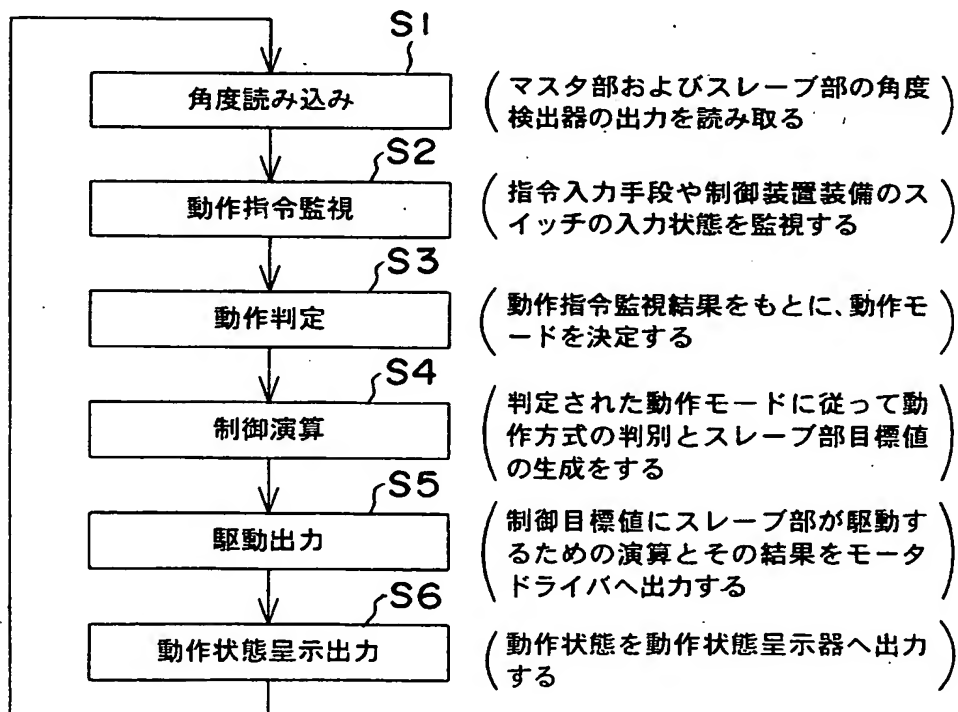 S1
角度読み込み
(マスタ部およびスレーブ部の角度
検出器の出力を読み取る)
S2
動作指令監視
(指令入力手段や制御装置装備のス
イッチの入力状態を監視する)
S3
動作判定
(動作指令監視結果をもとに、動作モ
ードを決定する)
S4
制御演算
(判定された動作モードに従って動
作方式の判別とスレーブ部目標値
の生成をする)
S5
駆動出力
(制御目標値にスレーブ部が駆動す
るための演算とその結果をモータ
ドライバへ出力する)
S6
動作状態呈示出力
(動作状態を動作状態呈示器へ出力
する)